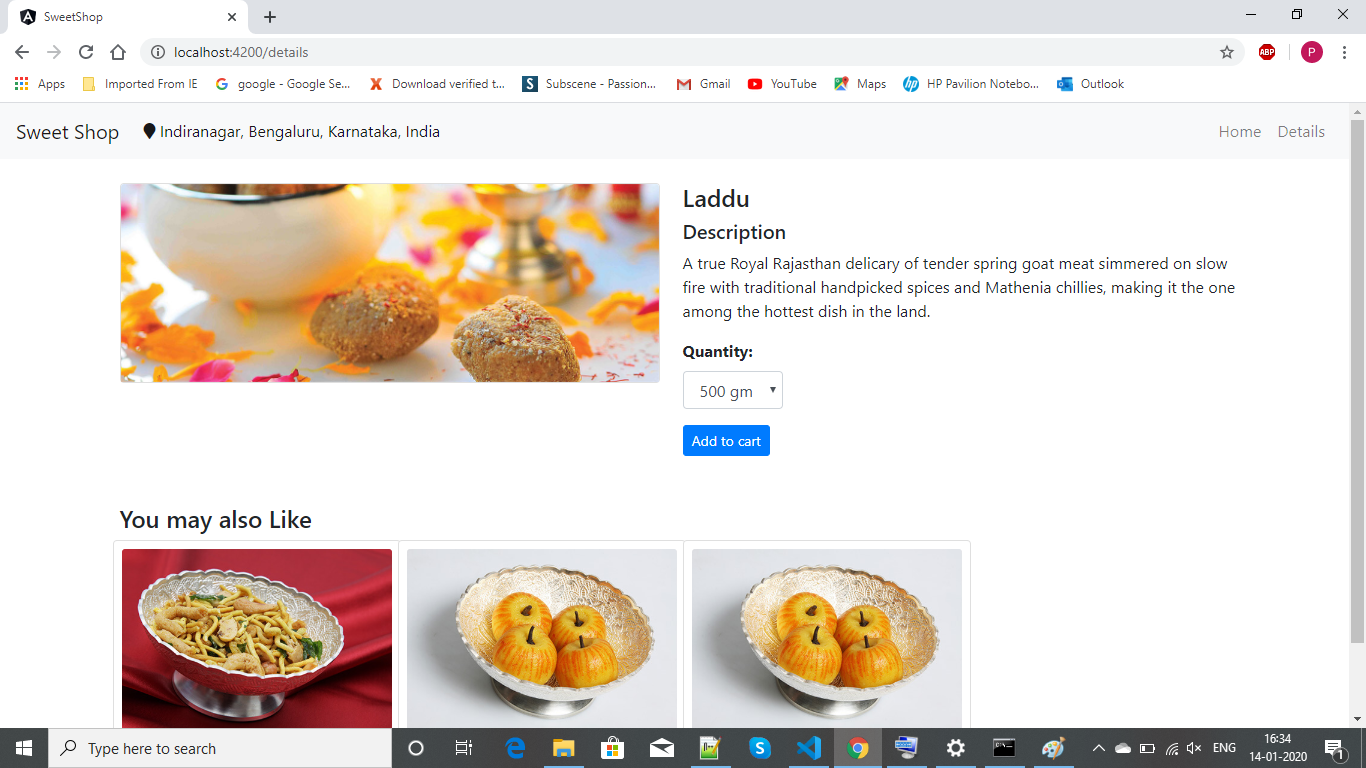 SweetShop
localhost:4200/details
ABP
P
Apps
Imported From IE
google - Google Se...
Download verified t...
Subscene - Passion...
Gmail
YouTube
Maps
HP Pavilion Notebo...
Outlook
Sweet Shop
Indiranagar, Bengaluru, Karnataka, India
Home
Details
Laddu
Description
A true Royal Rajasthan delicary of tender spring goat meat simmered on slow
fire with traditional handpicked spices and Mathenia chillies, making it the one
among the hottest dish in the land.
Quantity:
500 gm
Add to cart
You may also Like
Type here to search
ENG
16:34
14-01-2020
1